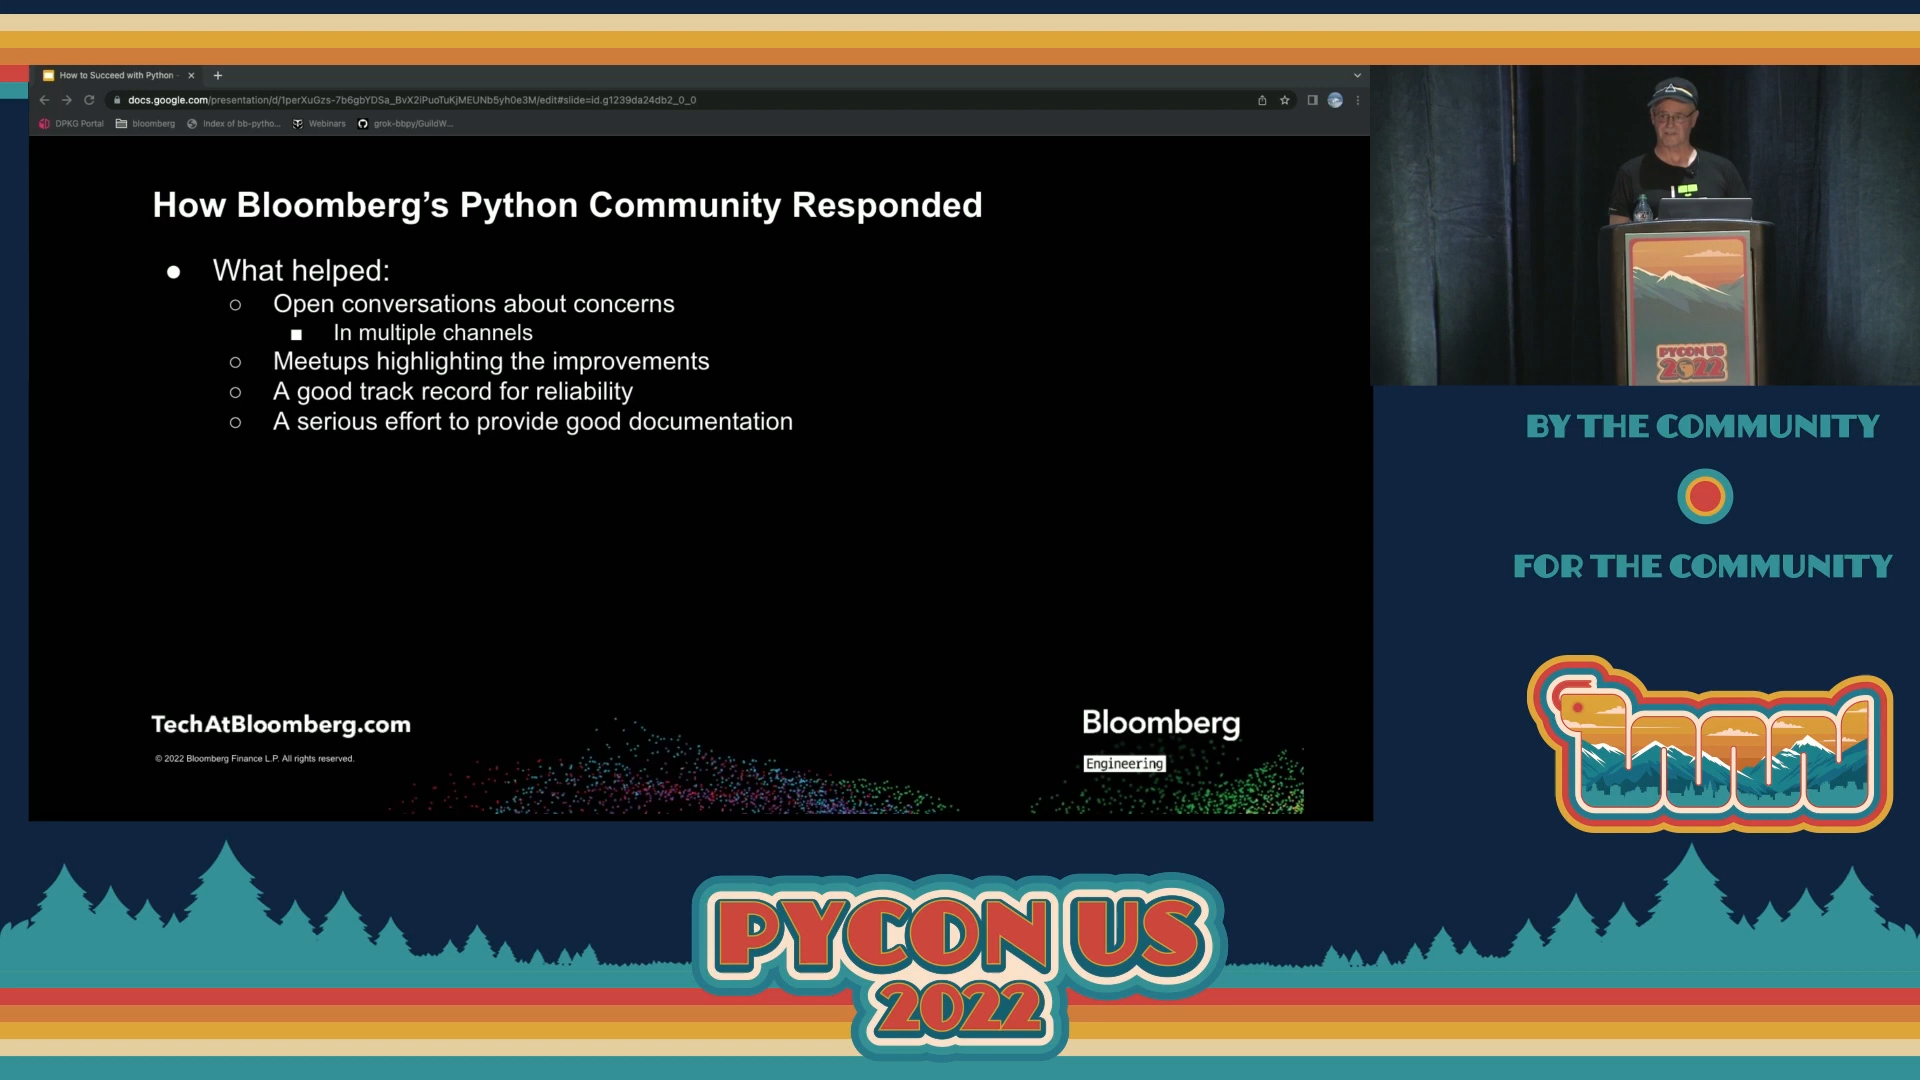 How to Succeed with Python -
docs.google.com/presentation/d/1perXuGzs-7b6gbYDSa_BvX2iPuoTuKjMEUNb5yh0e3M/edit#slide=id.g1239da24db2_0_0
DPKG Portal bloomberg Index of bb-pytho... Webinars grok-bbpy/GuildW...
How Bloomberg’s Python Community Responded
● What helped:
○ Open conversations about concerns
■ In multiple channels
○ Meetups highlighting the improvements
○ A good track record for reliability
○ A serious effort to provide good documentation
TechAtBloomberg.com
© 2022 Bloomberg Finance L.P. All rights reserved.
Bloomberg
Engineering
PYCON US
2022
BY THE COMMUNITY
FOR THE COMMUNITY
PYCON US
2022